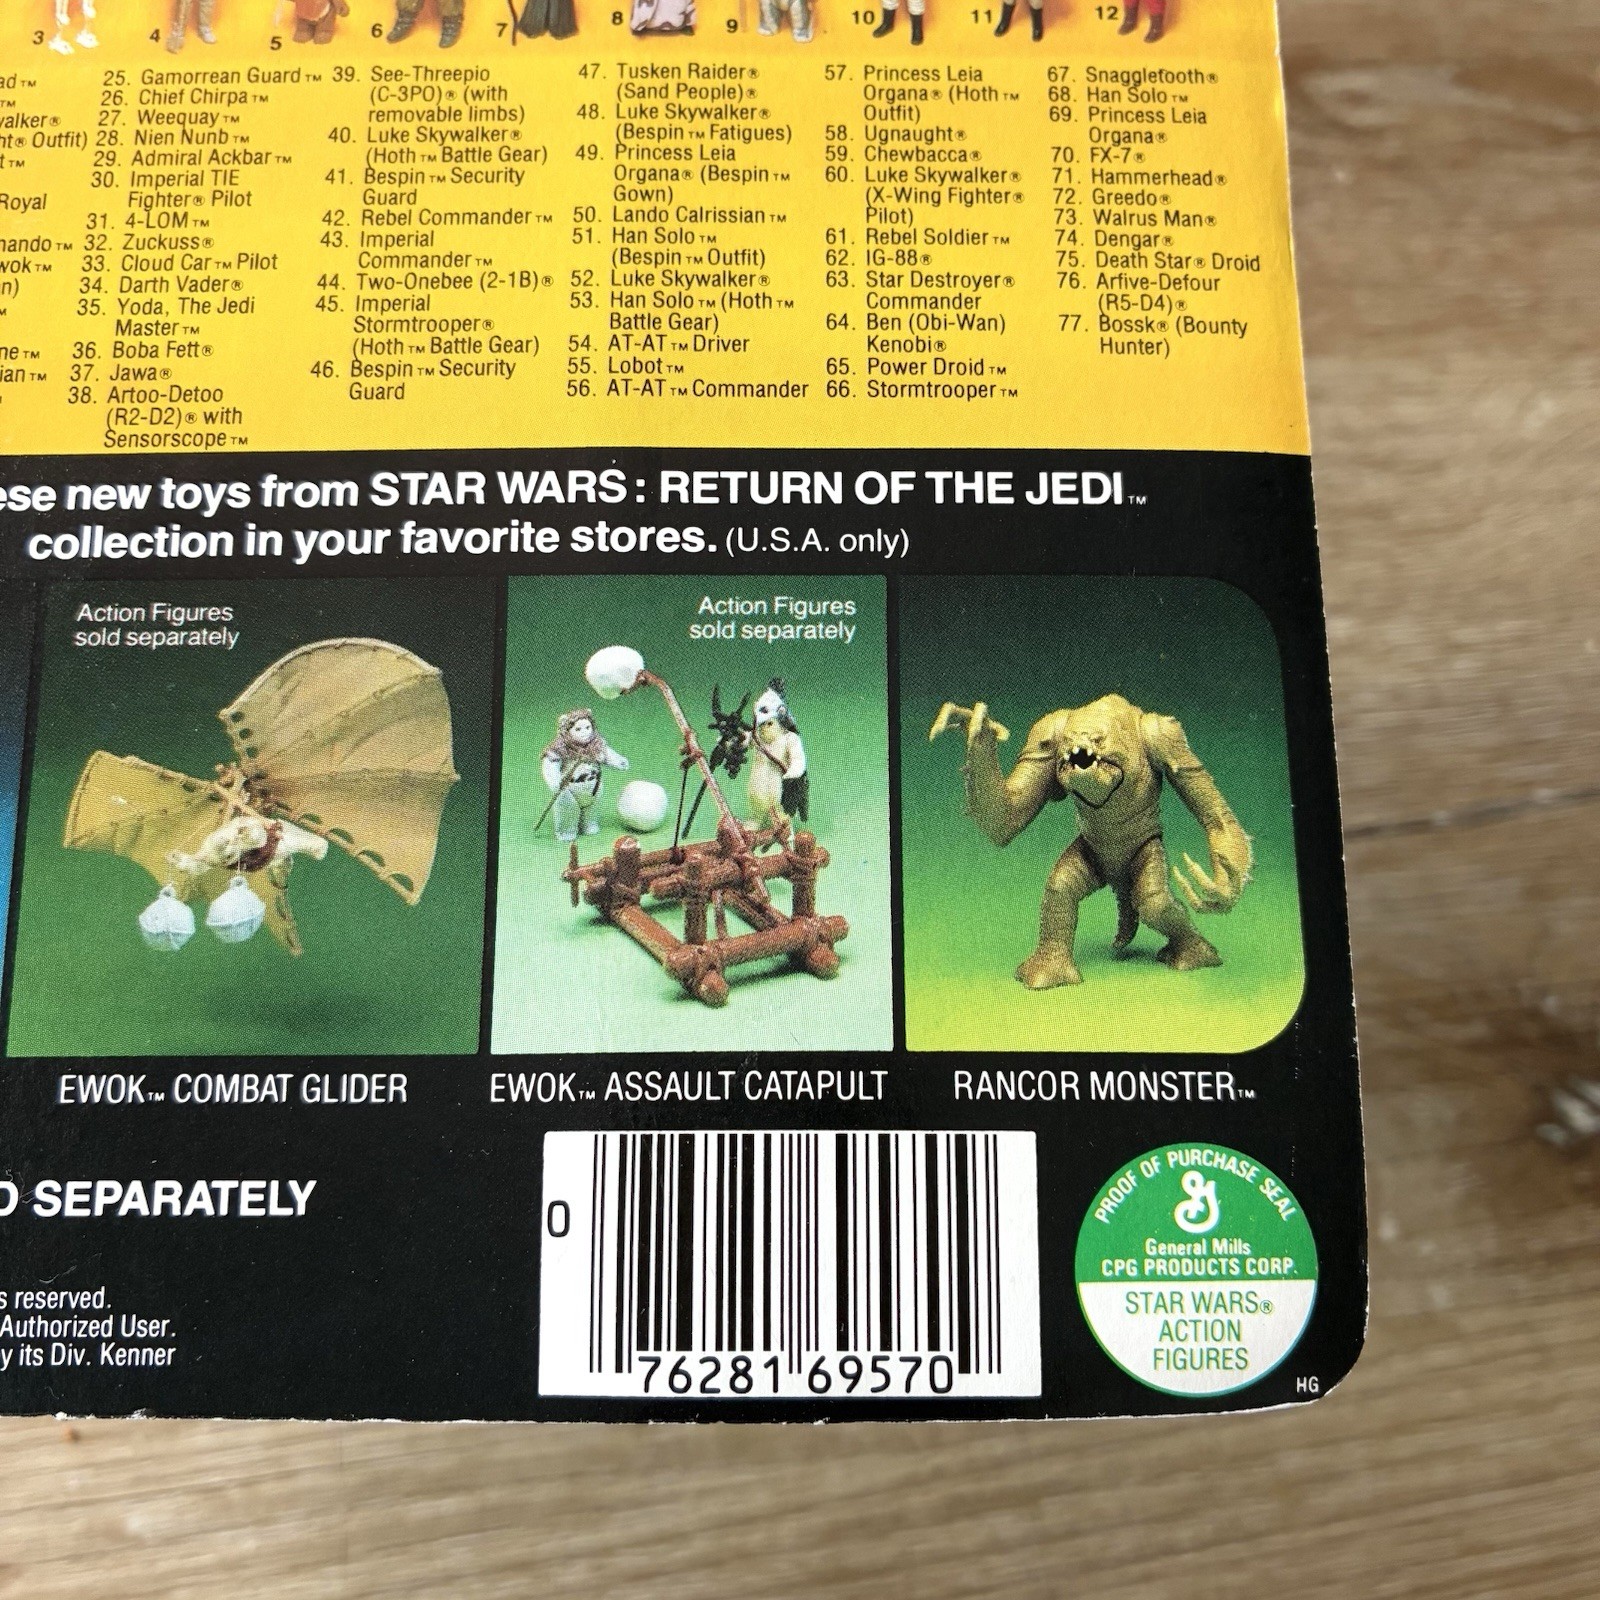 3 4 5 6 7 8 9 10 11 12
25. Gamorrean Guard™
26. Chief Chirpa™
27. Weequay™
28. Nien Nunb™
29. Admiral Ackbar™
30. Imperial TIE
Fighter® Pilot
31. 4-LOM™
32. Zuckuss®
33. Cloud Car™ Pilot
34. Darth Vader®
35. Yoda, The Jedi
Master™
36. Boba Fett®
37. Jawa®
38. Artoo-Detoo
(R2-D2)® with
Sensorscope™
39. See-Threepio
(C-3PO)® (with
removable limbs)
40. Luke Skywalker®
(Hoth™ Battle Gear)
41. Bespin™ Security
Guard
42. Rebel Commander™
43. Imperial
Commander™
44. Two-Onebee (2-1B)®
45. Imperial
Stormtrooper®
(Hoth™ Battle Gear)
46. Bespin™ Security
Guard
47. Tusken Raider®
(Sand People)®
48. Luke Skywalker®
(Bespin™ Fatigues)
49. Princess Leia
Organa® (Bespin™
Gown)
50. Lando Calrissian™
51. Han Solo™
(Bespin™ Outfit)
52. Luke Skywalker®
53. Han Solo™ (Hoth™
Battle Gear)
54. AT-AT™ Driver
55. Lobot™
56. AT-AT™ Commander
57. Princess Leia
Organa® (Hoth™
Outfit)
58. Ugnaught®
59. Chewbacca®
60. Luke Skywalker®
(X-Wing Fighter®
Pilot)
61. Rebel Soldier™
62. IG-88®
63. Star Destroyer®
Commander
64. Ben (Obi-Wan)
Kenobi®
65. Power Droid™
66. Stormtrooper™
67. Snaggletooth®
68. Han Solo™
69. Princess Leia
Organa®
70. FX-7®
71. Hammerhead®
72. Greedo®
73. Walrus Man®
74. Dengar®
75. Death Star® Droid
76. Arfive-Defour
(R5-D4)®
77. Bossk® (Bounty
Hunter)
ese new toys from STAR WARS: RETURN OF THE JEDI™
collection in your favorite stores. (U.S.A. only)
Action Figures
sold separately
Action Figures
sold separately
EWOK™ COMBAT GLIDER
EWOK™ ASSAULT CATAPULT
RANCOR MONSTER™
D SEPARATELY
s reserved.
Authorized User.
y its Div. Kenner
0 76281 69570
PROOF OF PURCHASE SEAL
General Mills
CPG PRODUCTS CORP.
STAR WARS®
ACTION
FIGURES
HG